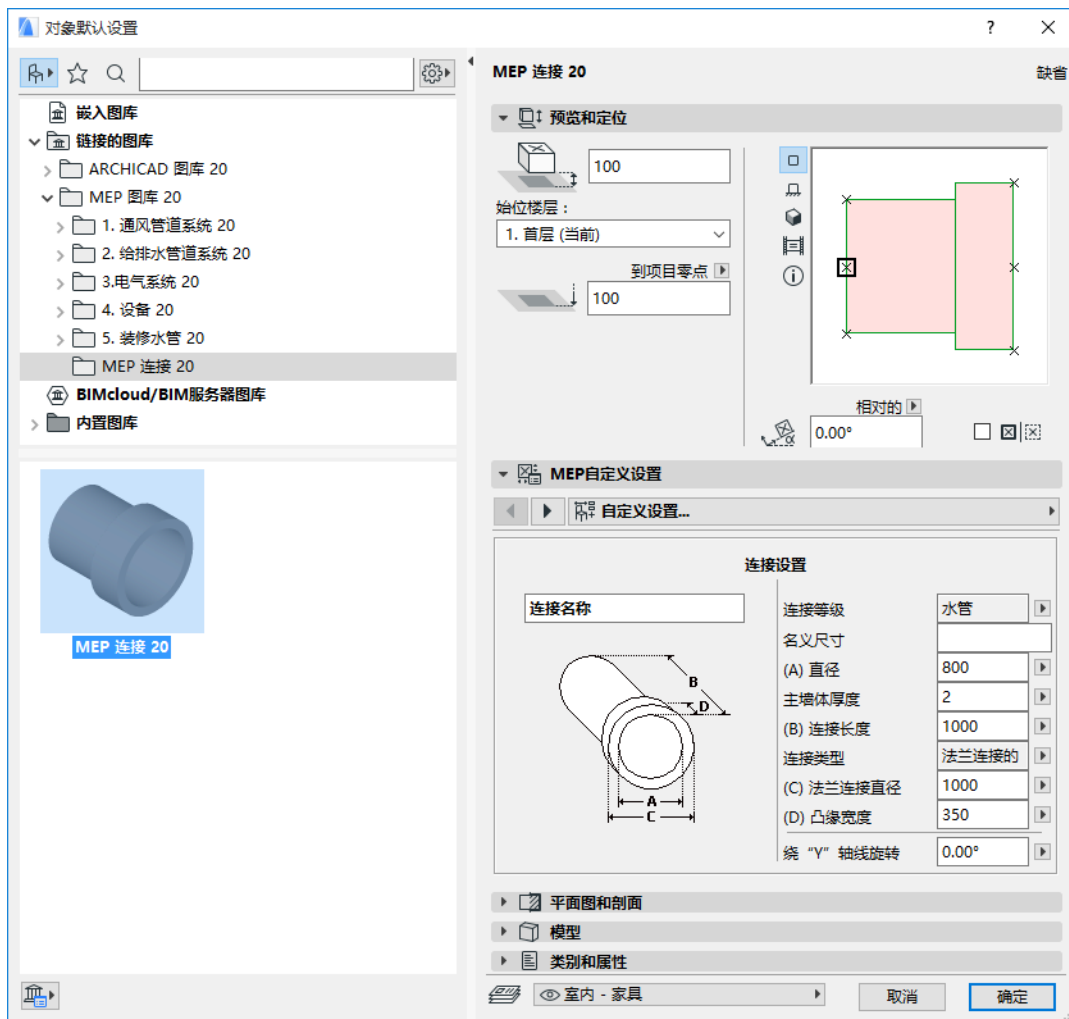 对象默认设置
?
嵌入图库
链接的图库
ARCHICAD 图库 20
MEP 图库 20
1. 通风管道系统 20
2. 给排水管道系统 20
3.电气系统 20
4. 设备 20
5. 装修水管 20
MEP 连接 20
BIMcloud/BIM服务器图库
内置图库
MEP 连接 20
MEP 连接 20
缺省
预览和定位
100
始位楼层：
1. 首层 (当前)
到项目零点
100
相对的
α
0.00°
MEP自定义设置
自定义设置...
连接设置
连接名称
B
D
A
C
连接等级
水管
名义尺寸
(A) 直径
800
主墙体厚度
2
(B) 连接长度
1000
连接类型
法兰连接的
(C) 法兰连接直径
1000
(D) 凸缘宽度
350
绕“Y”轴线旋转
0.00°
平面图和剖面
模型
类别和属性
室内 - 家具
取消
确定